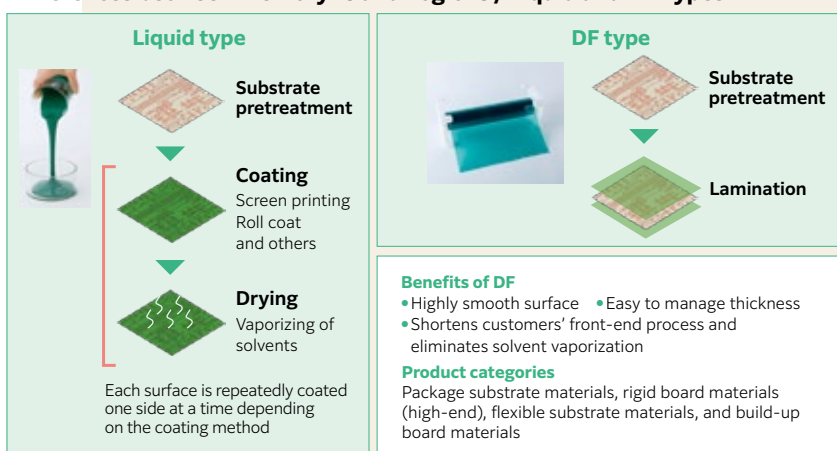 Liquid type
Substrate
pretreatment
Coating
Screen printing
Roll coat
and others
Drying
Vaporizing of
solvents
Each surface is repeatedly coated
one side at a time depending
on the coating method
DF type
Substrate
pretreatment
Lamination
Benefits of DF
•Highly smooth surface •Easy to manage thickness
•Shortens customers’ front-end process and
eliminates solvent vaporization
Product categories
Package substrate materials, rigid board materials
(high-end), flexible substrate materials, and build-up
board materials